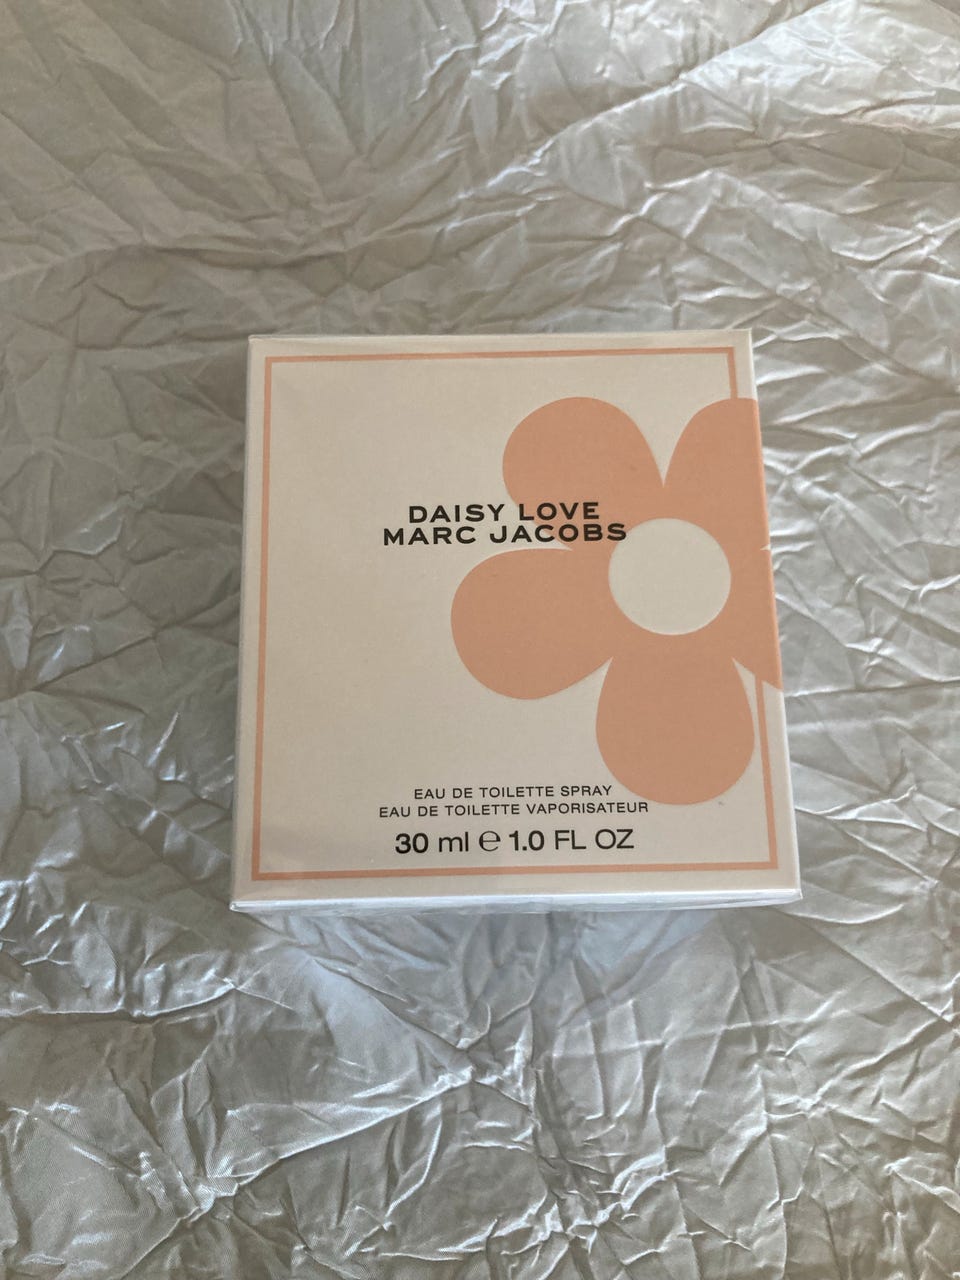 DAISY LOVE
MARC JACOBS
EAU DE TOILETTE SPRAY
EAU DE TOILETTE VAPORISATEUR
30 ml ℮ 1.0 FL OZ